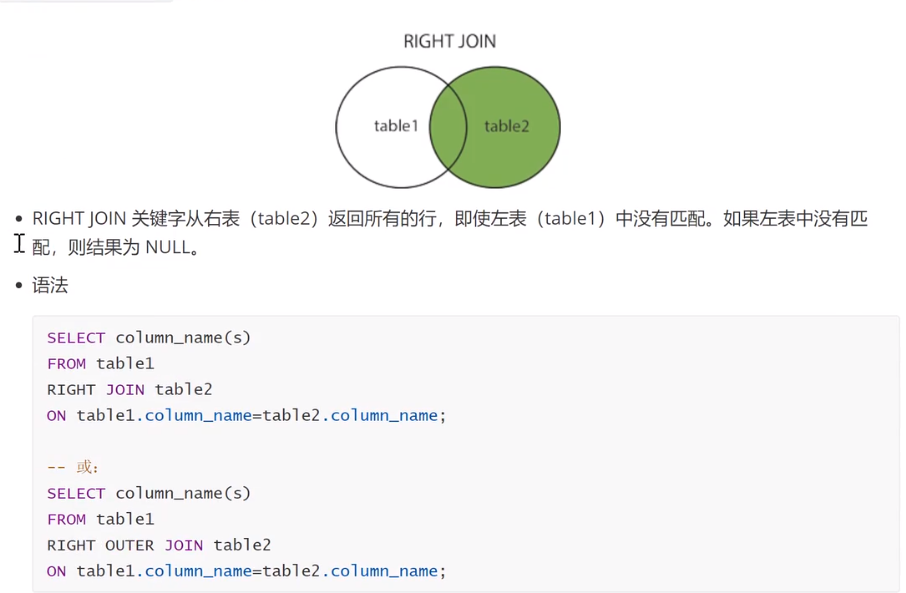 RIGHT JOIN
table1
table2
RIGHT JOIN 关键字从右表（table2）返回所有的行，即使左表（table1）中没有匹配。如果左表中没有匹
配，则结果为 NULL。
语法
SELECT column_name(s)
FROM table1
RIGHT JOIN table2
ON table1.column_name=table2.column_name;
-- 或：
SELECT column_name(s)
FROM table1
RIGHT OUTER JOIN table2
ON table1.column_name=table2.column_name;